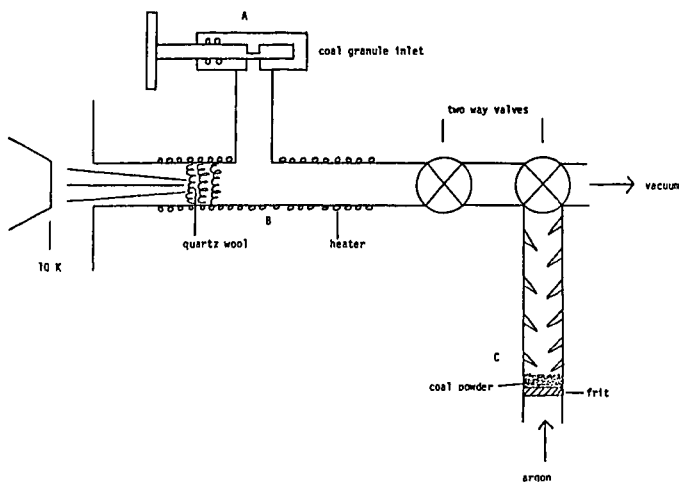 A
coal granule inlet
two way valves
vacuum
B
quartz wool
heater
10 K
C
coal powder
frit
argon